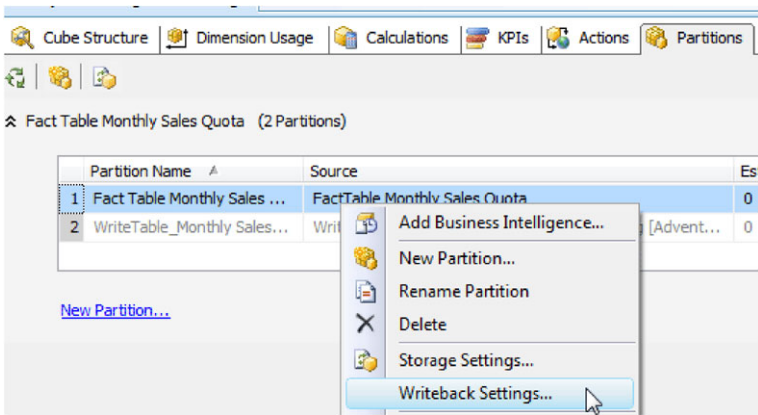 Cube Structure Dimension Usage Calculations KPIs Actions Partitions
Fact Table Monthly Sales Quota (2 Partitions)
Partition Name Source Es
1 Fact Table Monthly Sales ... FactTable Monthly Sales Quota 0
2 WriteTable_Monthly Sales... Writ [Advent... 0
Add Business Intelligence...
New Partition...
Rename Partition
New Partition...
Delete
Storage Settings...
Writeback Settings...